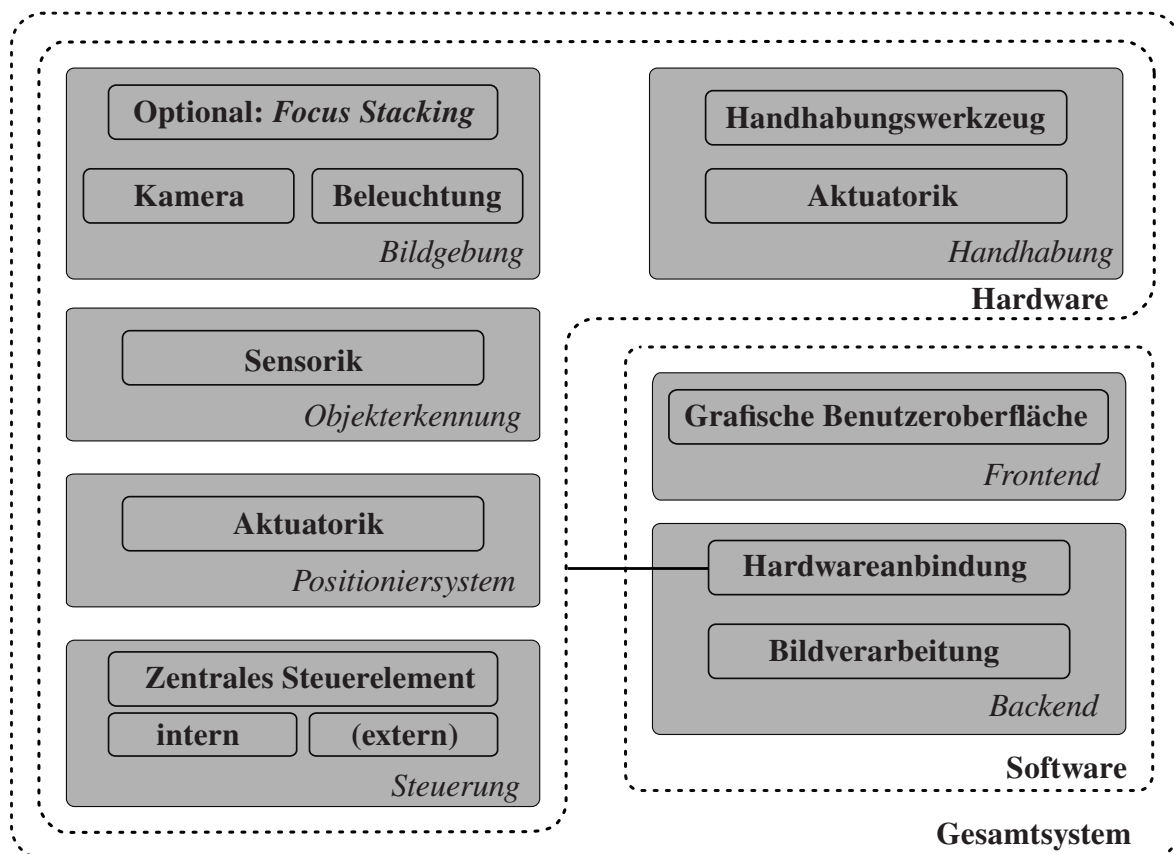 Optional: Focus Stacking
Kamera
Beleuchtung
Bildgebung
Sensorik
Objekterkennung
Aktuatorik
Positioniersystem
Zentrales Steuerelement
intern
(extern)
Steuerung
Handhabungswerkzeug
Aktuatorik
Handhabung
Hardware
Grafische Benutzeroberfläche
Frontend
Hardwareanbindung
Bildverarbeitung
Backend
Software
Gesamtsystem